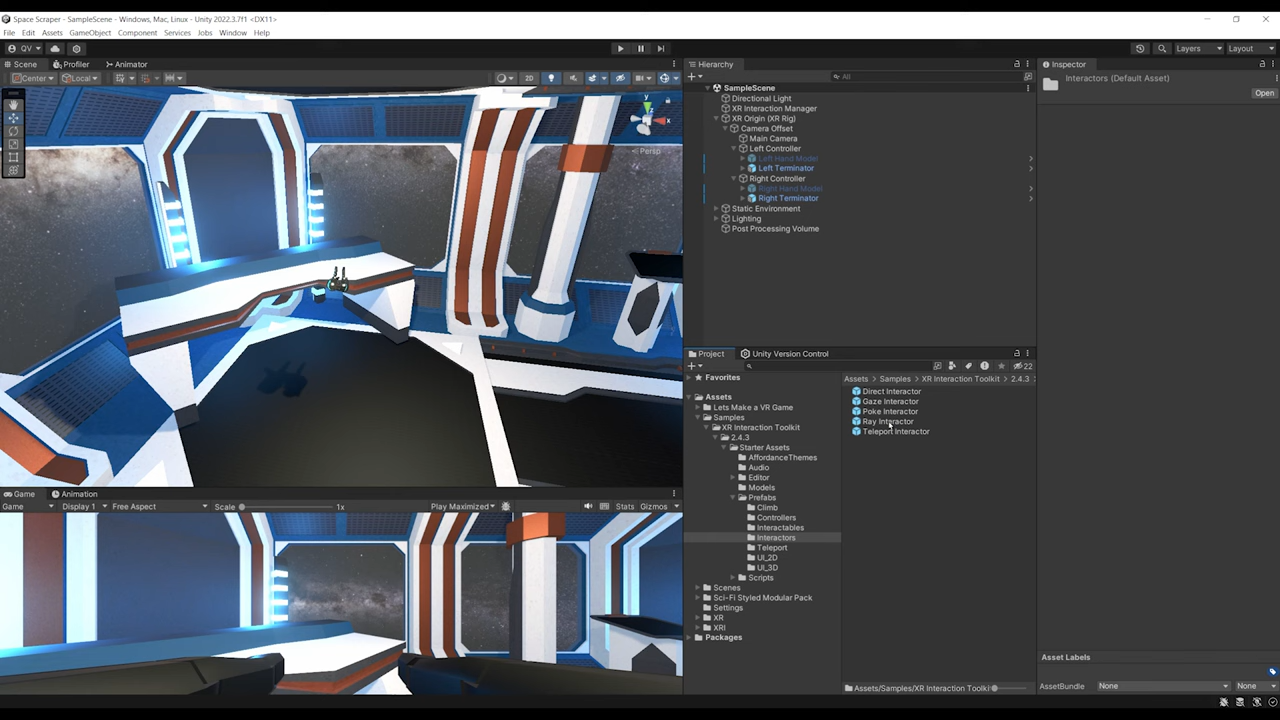 Space Scraper - SampleScene - Windows, Mac, Linux - Unity 2022.3.7f1 <DX11>
File Edit Assets GameObject Component Services Jobs Window Help
QV
Layers Layout
Scene Profiler Animator
Center Local 2D
y
x
Persp
Hierarchy
All
SampleScene
Directional Light
XR Interaction Manager
XR Origin (XR Rig)
Camera Offset
Main Camera
Left Controller
Left Hand Model
Left Terminator
Right Controller
Right Hand Model
Right Terminator
Static Environment
Lighting
Post Processing Volume
Inspector
Interactors (Default Asset)
Open
Project Unity Version Control
22
Favorites
Assets
Lets Make a VR Game
Samples
XR Interaction Toolkit
2.4.3
Starter Assets
AffordanceThemes
Audio
Editor
Models
Prefabs
Climb
Controllers
Interactables
Interactors
Teleport
UI_2D
UI_3D
Scripts
Scenes
Sci-Fi Styled Modular Pack
Settings
XR
XRI
Packages
Assets > Samples > XR Interaction Toolkit > 2.4.3
Direct Interactor
Gaze Interactor
Poke Interactor
Ray Interactor
Teleport Interactor
Assets/Samples/XR Interaction Toolki
Game Animation
Game Display 1 Free Aspect Scale 1x Play Maximized Stats Gizmos
Asset Labels
AssetBundle None None